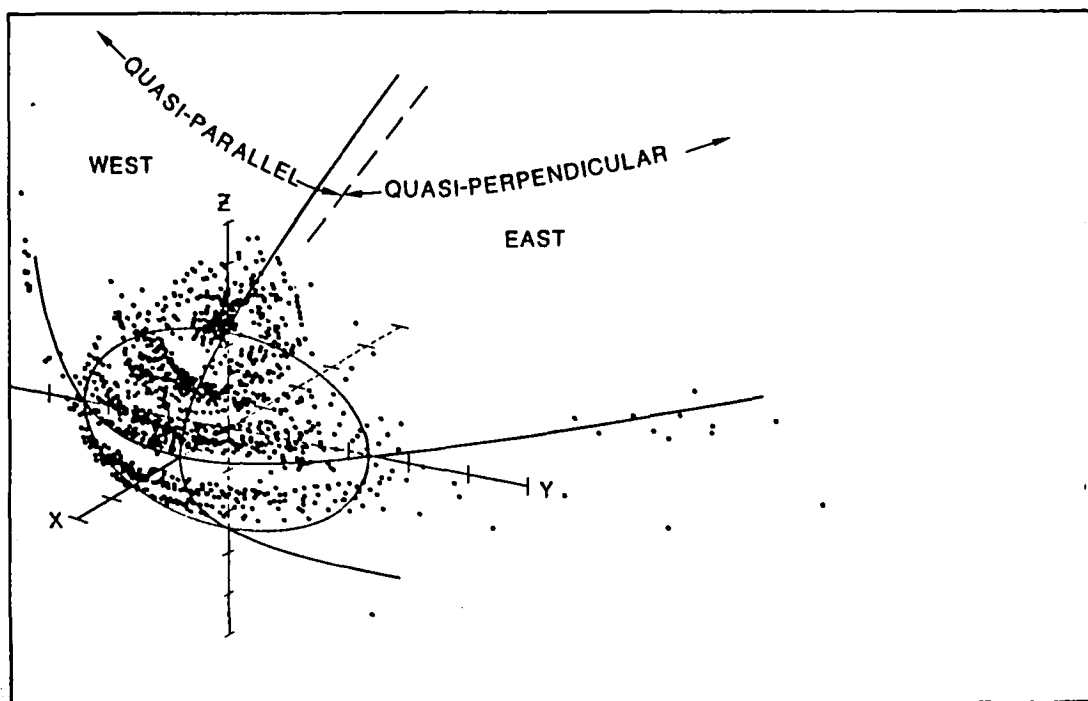 QUASI-PARALLEL
WEST
QUASI-PERPENDICULAR
EAST
Z
X
Y.